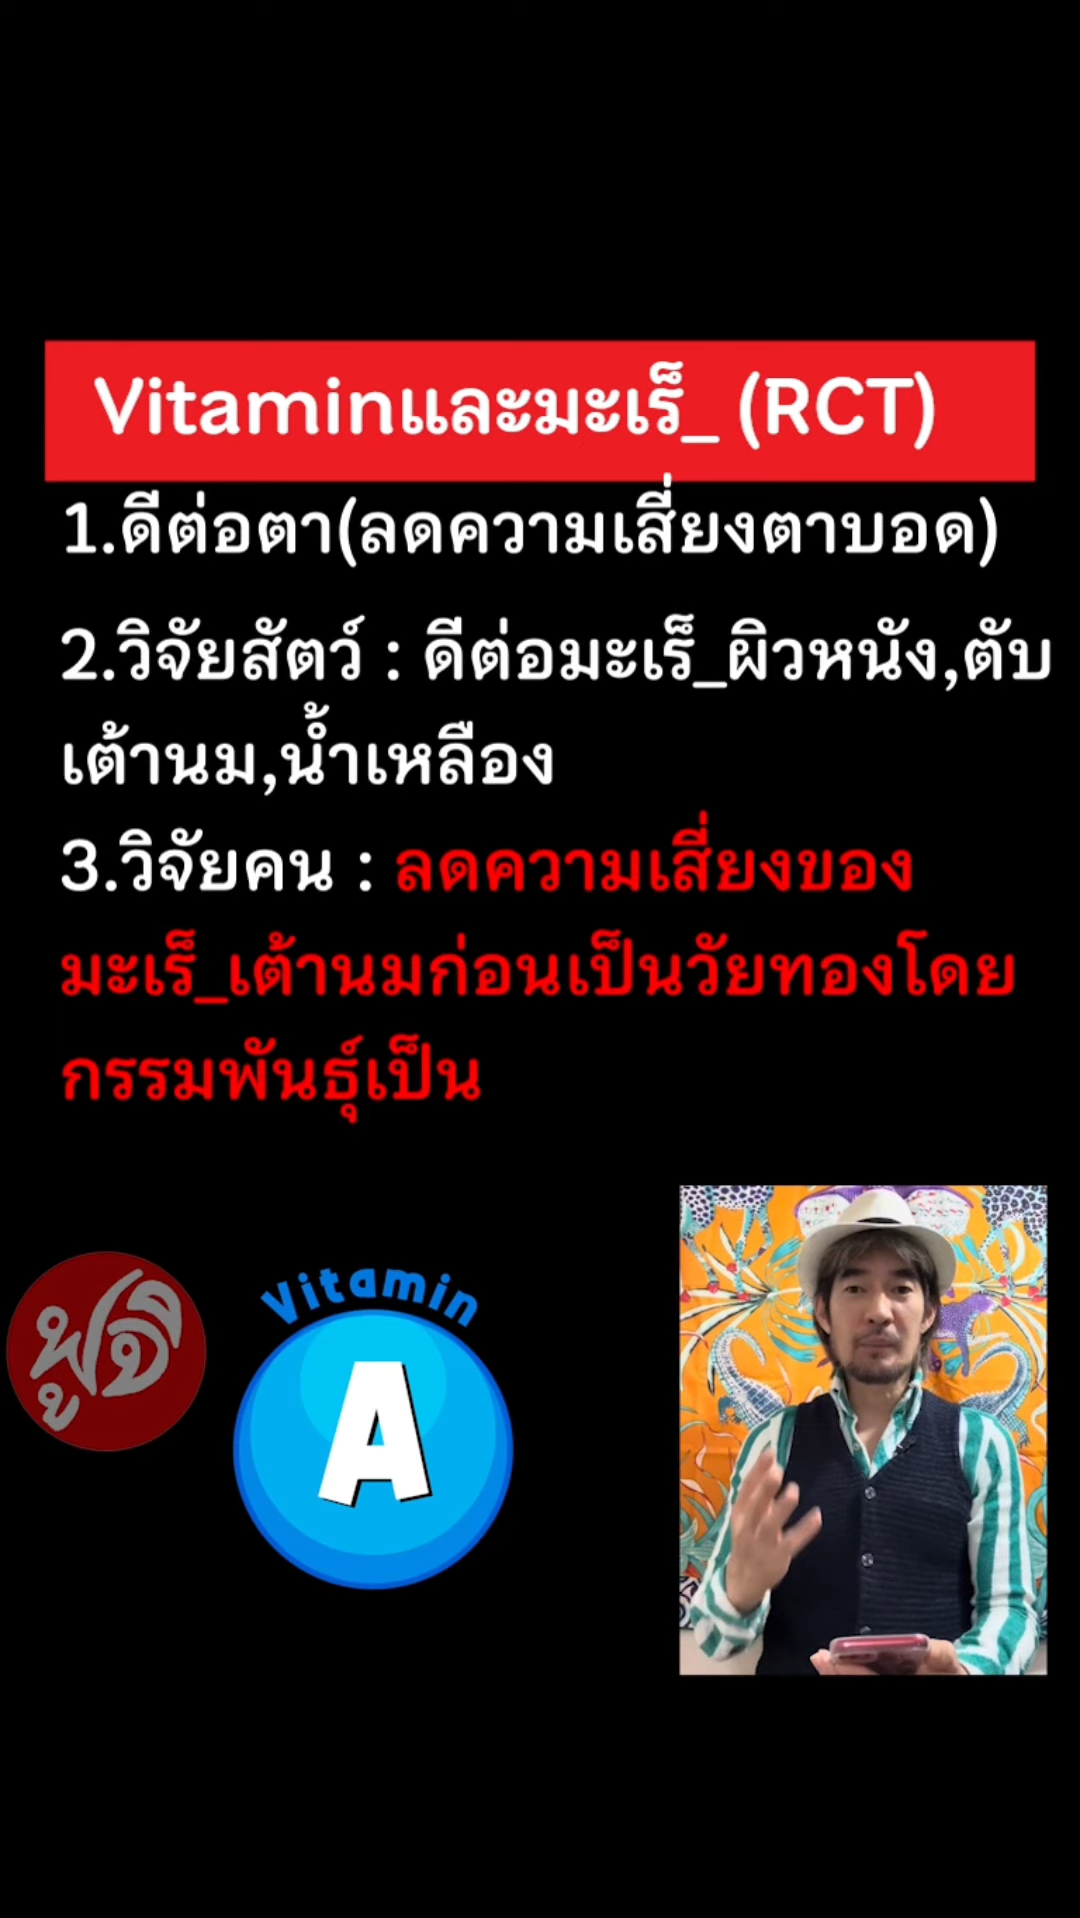 Vitaminและมะเร็_ (RCT)
1.ดีต่อตา(ลดความเสี่ยงตาบอด)
2.วิจัยสัตว์ : ดีต่อมะเร็_ผิวหนัง,ตับ
เต้านม,น้ำเหลือง
3.วิจัยคน : ลดความเสี่ยงของ
มะเร็_เต้านมก่อนเป็นวัยทองโดย
กรรมพันธุ์เป็น
Vitamin
A